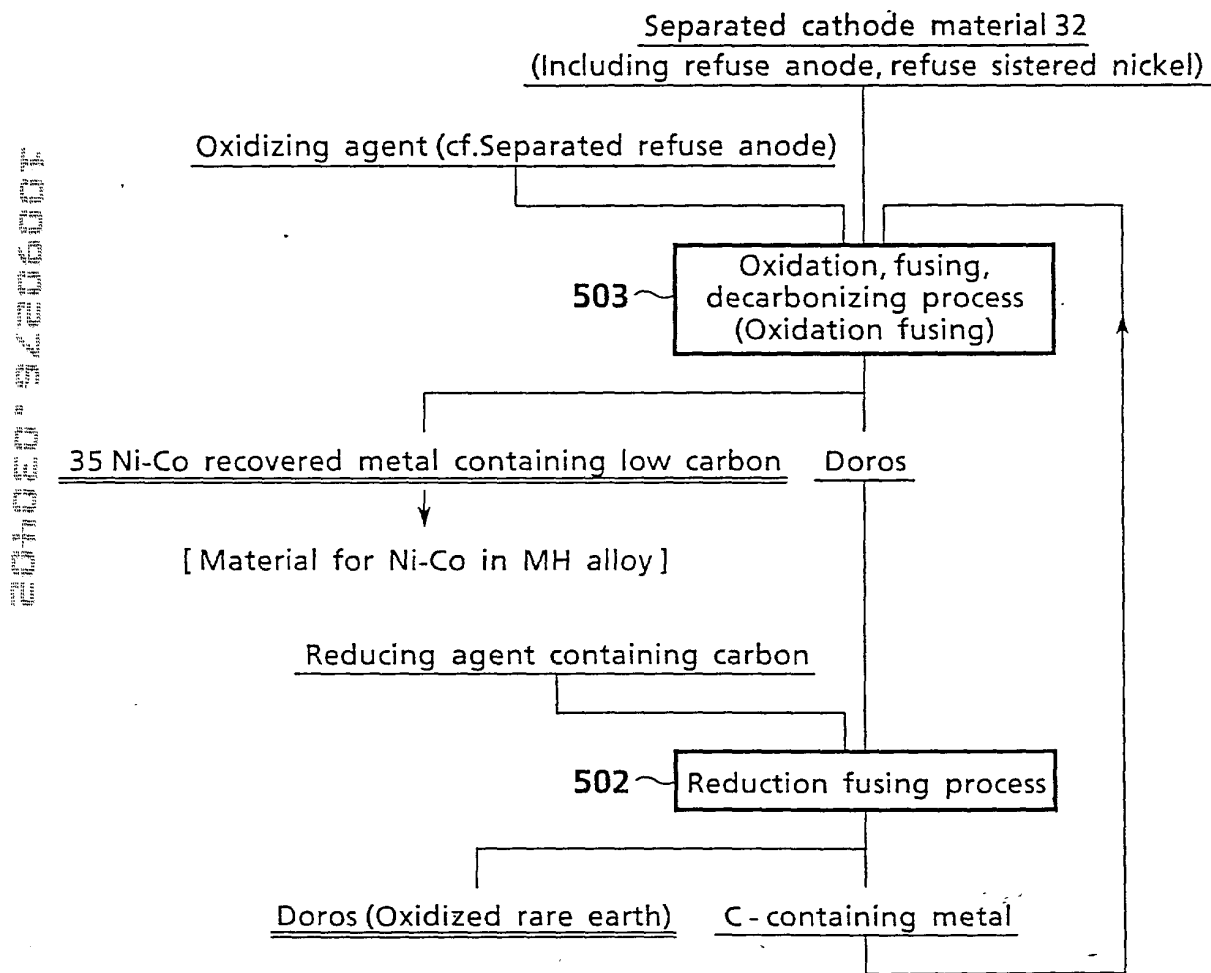 Separated cathode material 32
(Including refuse anode, refuse sistered nickel)
Oxidizing agent (cf.Separated refuse anode)
503
Oxidation, fusing,
decarbonizing process
(Oxidation fusing)
35 Ni-Co recovered metal containing low carbon
Doros
[Material for Ni-Co in MH alloy]
Reducing agent containing carbon
502
Reduction fusing process
Doros (Oxidized rare earth)
C-containing metal